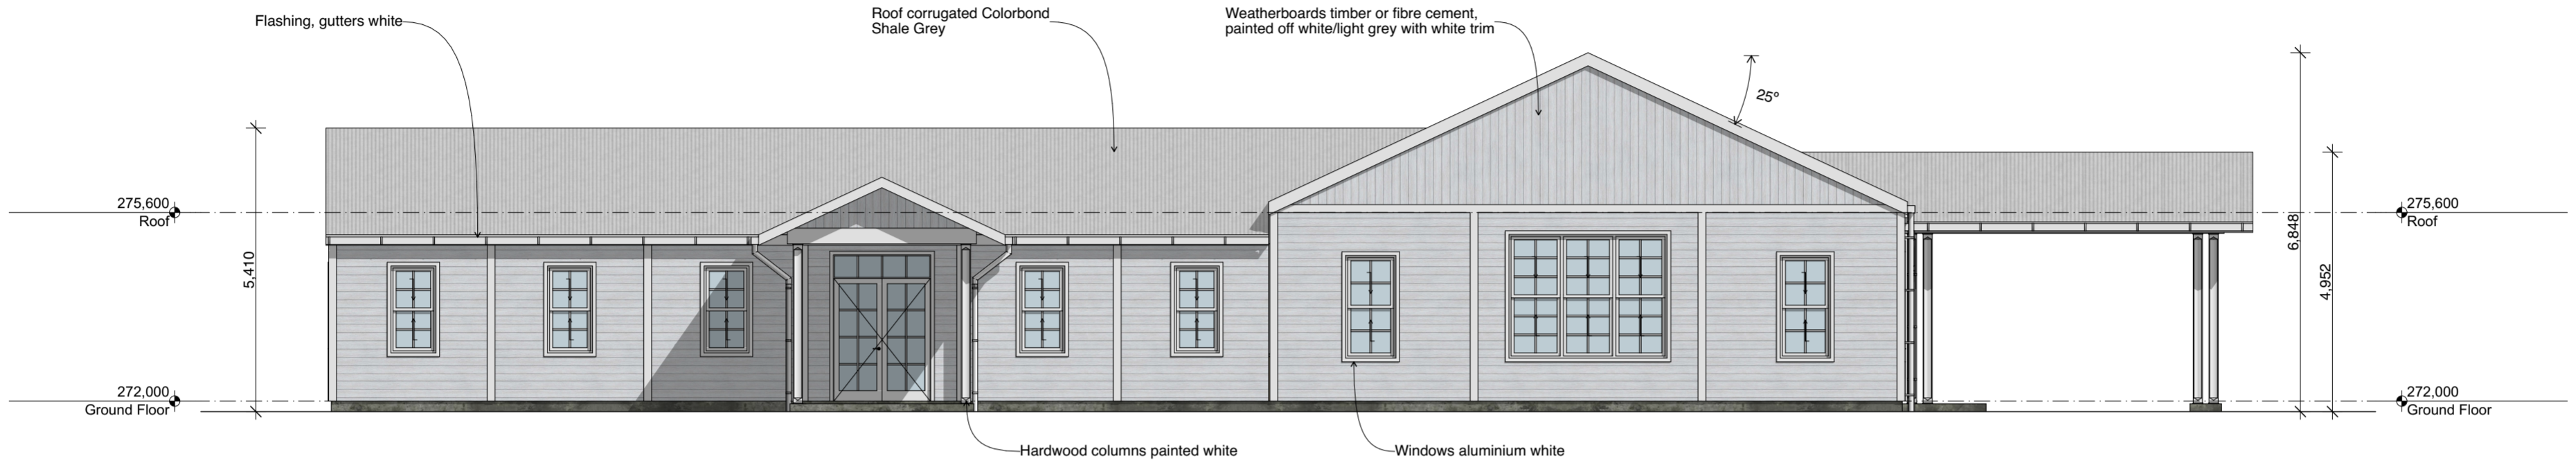 Flashing, gutters white
Roof corrugated Colorbond
Shale Grey
Weatherboards timber or fibre cement,
painted off white/light grey with white trim
25°
275,600
Roof
5,410
272,000
Ground Floor
6,848
4,952
275,600
Roof
272,000
Ground Floor
Hardwood columns painted white
Windows aluminium white